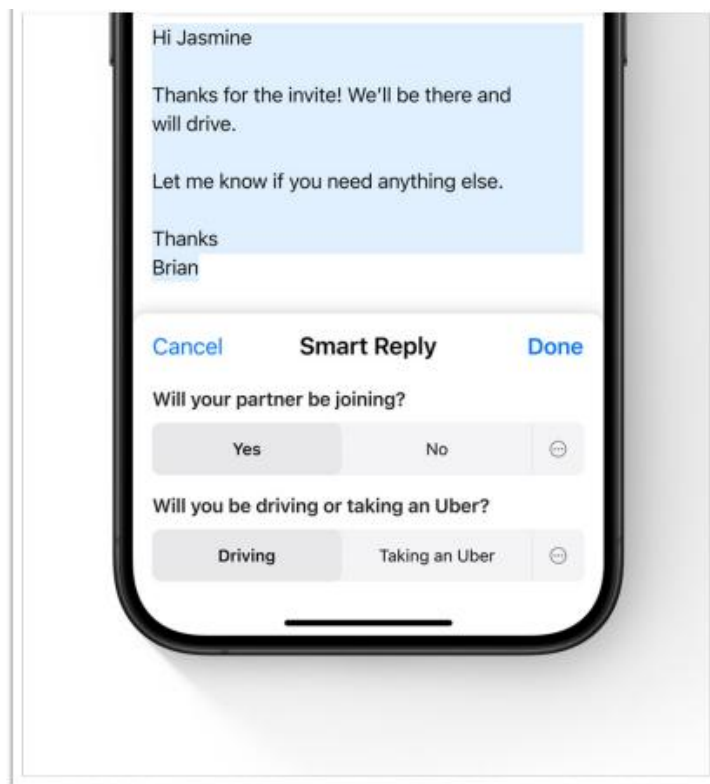 Hi Jasmine
Thanks for the invite! We'll be there and
will drive.
Let me know if you need anything else.
Thanks
Brian
Cancel Smart Reply Done
Will your partner be joining?
Yes No
Will you be driving or taking an Uber?
Driving Taking an Uber